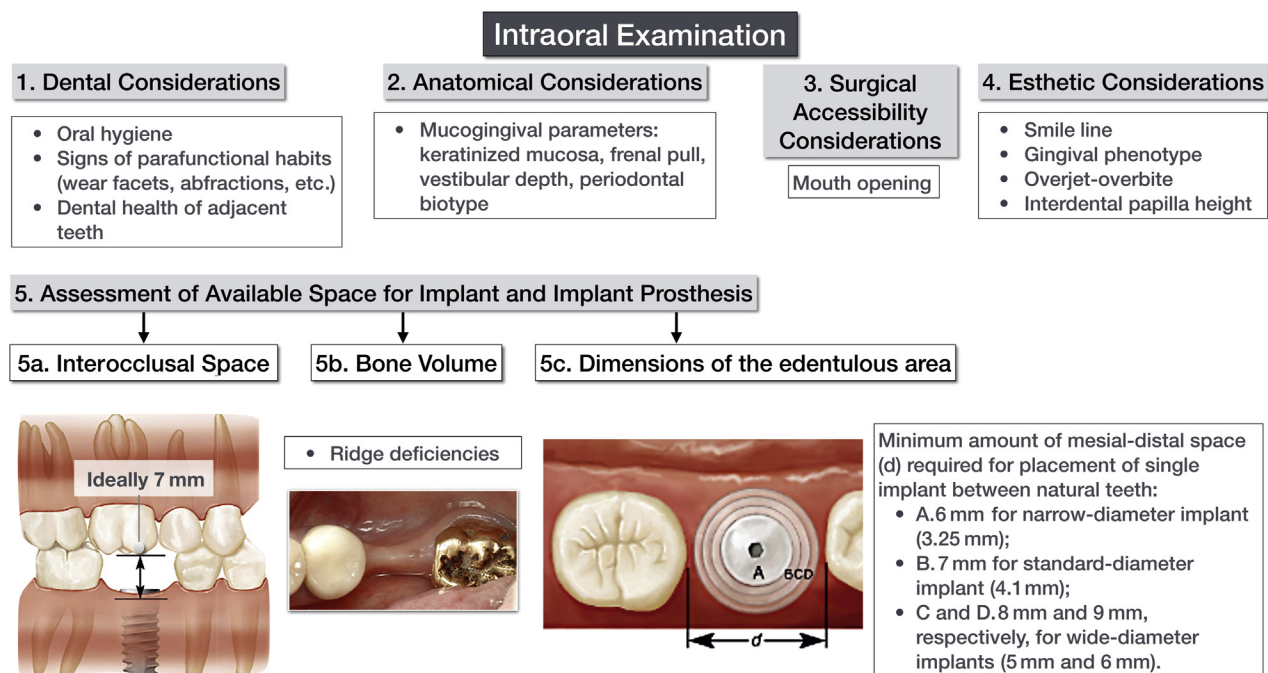 Intraoral Examination
1. Dental Considerations
• Oral hygiene
• Signs of parafunctional habits
(wear facets, abfractions, etc.)
• Dental health of adjacent
teeth
2. Anatomical Considerations
• Mucogingival parameters:
keratinized mucosa, frenal pull,
vestibular depth, periodontal
biotype
3. Surgical
Accessibility
Considerations
Mouth opening
4. Esthetic Considerations
• Smile line
• Gingival phenotype
• Overjet-overbite
• Interdental papilla height
5. Assessment of Available Space for Implant and Implant Prosthesis
5a. Interocclusal Space
Ideally 7 mm
5b. Bone Volume
• Ridge deficiencies
5c. Dimensions of the edentulous area
A BCD
d
Minimum amount of mesial-distal space
(d) required for placement of single
implant between natural teeth:
• A.6 mm for narrow-diameter implant
(3.25 mm);
• B.7 mm for standard-diameter
implant (4.1 mm);
• C and D.8 mm and 9 mm,
respectively, for wide-diameter
implants (5 mm and 6 mm).